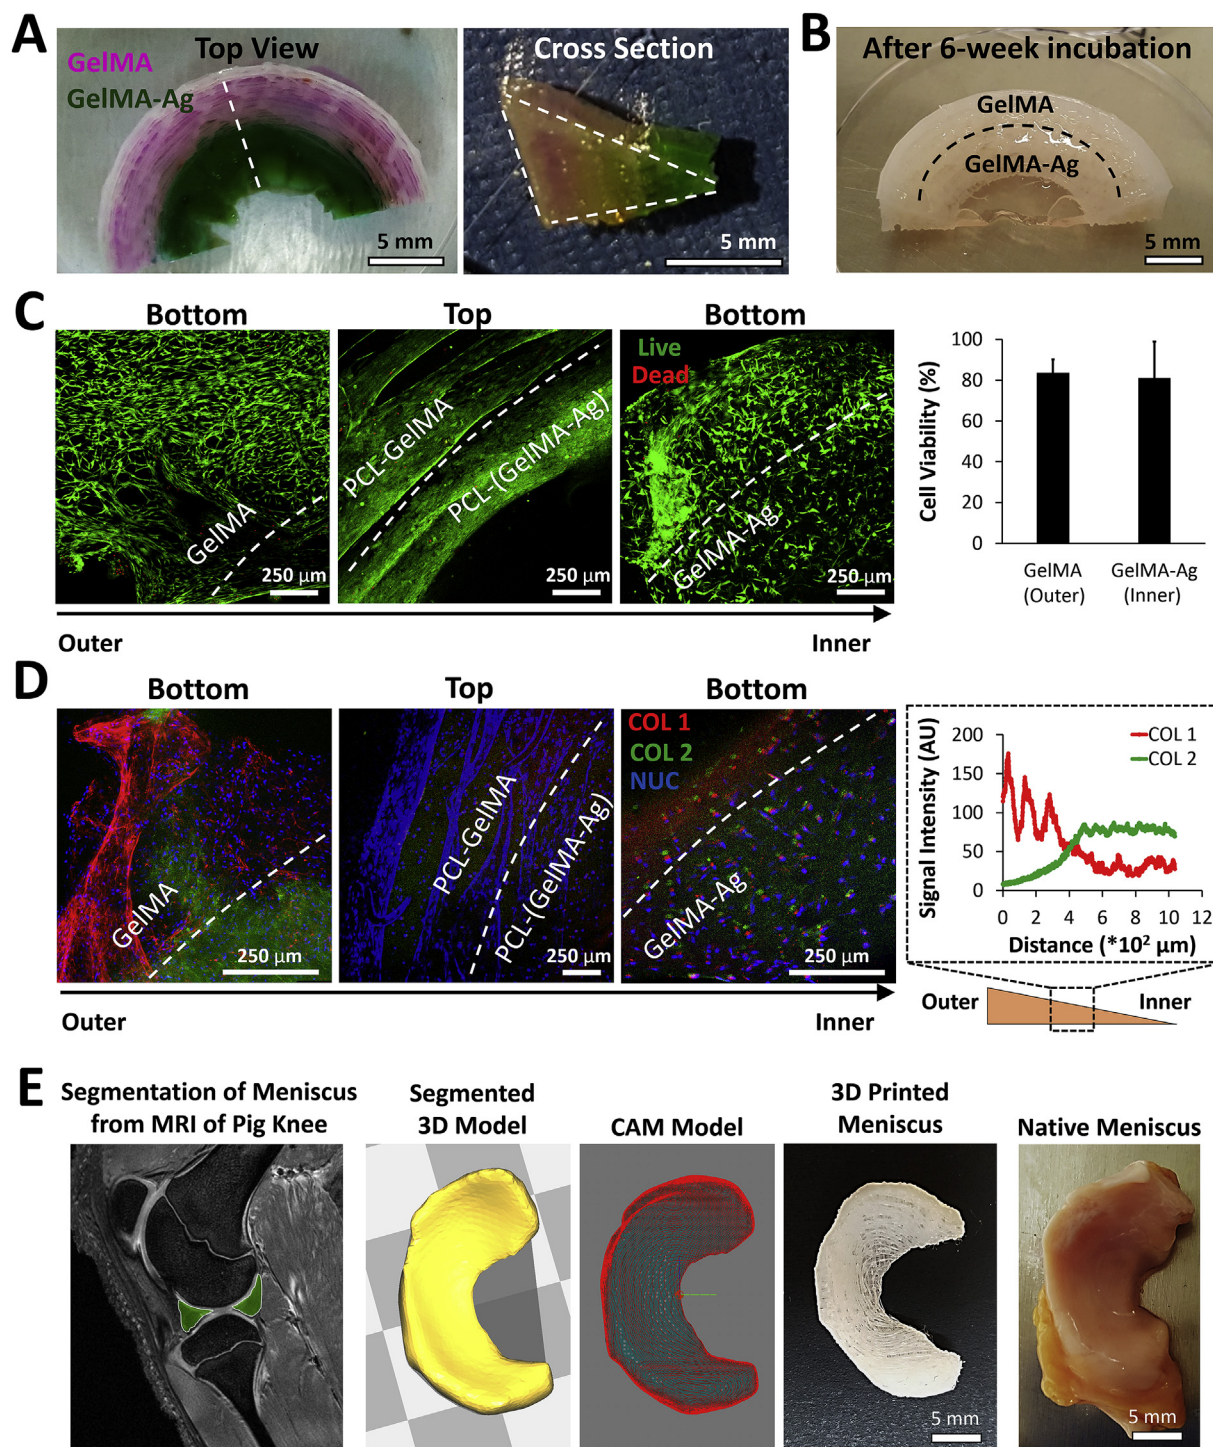 A
Top View
GelMA
GelMA-Ag
5 mm
Cross Section
5 mm
B
After 6-week incubation
GelMA
GelMA-Ag
5 mm
C
Bottom
Top
Bottom
GelMA
250 µm
PCL-GelMA
PCL-(GelMA-Ag)
250 µm
Live
Dead
GelMA-Ag
250 µm
Outer
Inner
Cell Viability (%)
100
80
60
40
20
0
GelMA
(Outer)
GelMA-Ag
(Inner)
D
Bottom
Top
Bottom
GelMA
250 µm
PCL-GelMA
PCL-(GelMA-Ag)
250 µm
COL 1
COL 2
NUC
GelMA-Ag
250 µm
Outer
Inner
Signal Intensity (AU)
200
150
100
50
0
COL 1
COL 2
0 2 4 6 8 10 12
Distance (*10² µm)
Outer
Inner
E
Segmentation of Meniscus
from MRI of Pig Knee
Segmented
3D Model
CAM Model
3D Printed
Meniscus
5 mm
Native Meniscus
5 mm